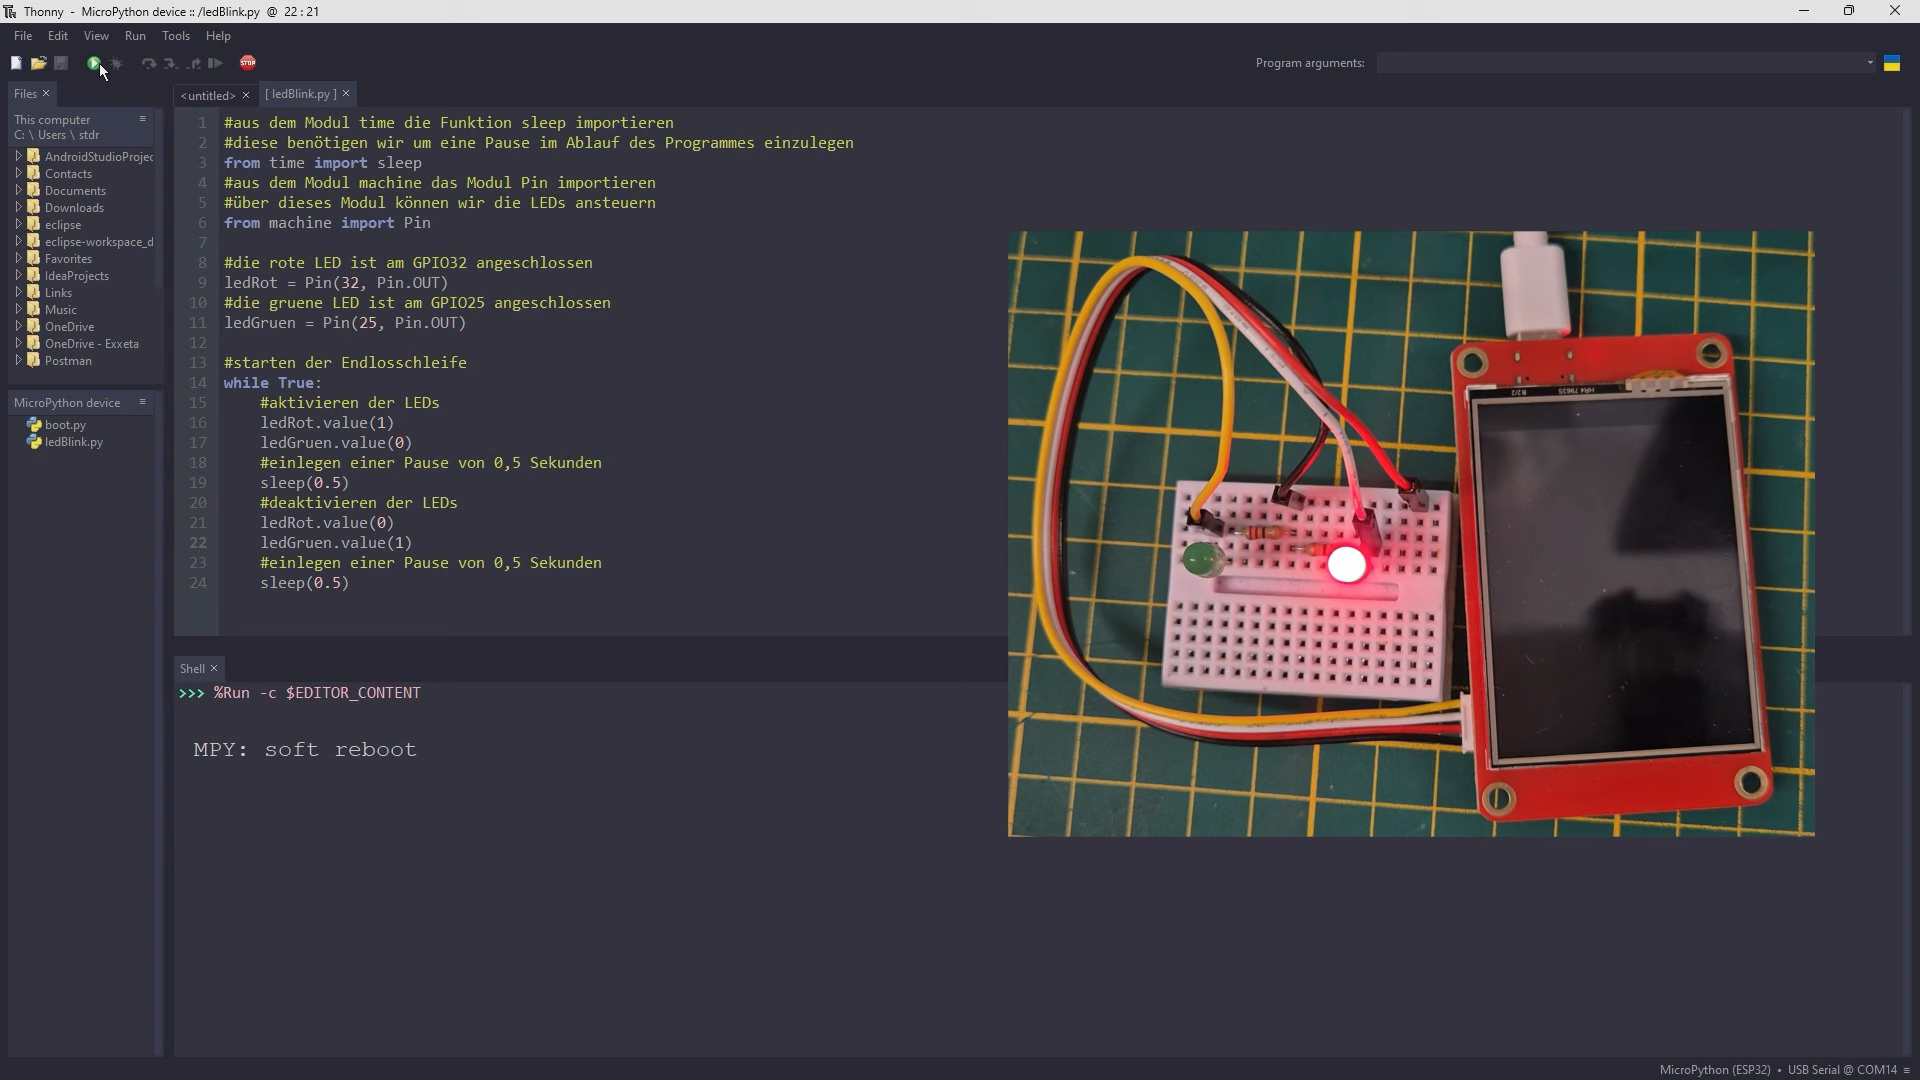 Thonny - MicroPython device :: /ledBlink.py @ 22 : 21
File Edit View Run Tools Help
STOP
Program arguments:
Files
This computer
C: \ Users \ stdr
AndroidStudioProjec
Contacts
Documents
Downloads
eclipse
eclipse-workspace_d
Favorites
IdeaProjects
Links
Music
OneDrive
OneDrive - Exxeta
Postman
MicroPython device
boot.py
ledBlink.py
<untitled>
[ ledBlink.py ]
1 #aus dem Modul time die Funktion sleep importieren
2 #diese benötigen wir um eine Pause im Ablauf des Programmes einzulegen
3 from time import sleep
4 #aus dem Modul machine das Modul Pin importieren
5 #über dieses Modul können wir die LEDs ansteuern
6 from machine import Pin
7
8 #die rote LED ist am GPIO32 angeschlossen
9 ledRot = Pin(32, Pin.OUT)
10 #die gruene LED ist am GPIO25 angeschlossen
11 ledGruen = Pin(25, Pin.OUT)
12
13 #starten der Endlosschleife
14 while True:
15 #aktivieren der LEDs
16 ledRot.value(1)
17 ledGruen.value(0)
18 #einlegen einer Pause von 0,5 Sekunden
19 sleep(0.5)
20 #deaktivieren der LEDs
21 ledRot.value(0)
22 ledGruen.value(1)
23 #einlegen einer Pause von 0,5 Sekunden
24 sleep(0.5)
Shell
>>> %Run -c $EDITOR_CONTENT
MPY: soft reboot
MicroPython (ESP32) • USB Serial @ COM14